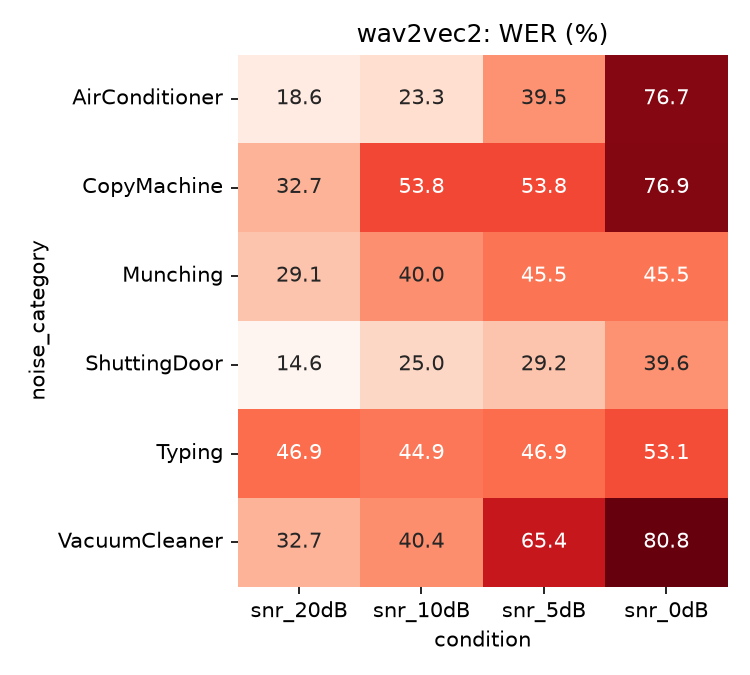 wav2vec2: WER (%)
noise_category
AirConditioner 18.6 23.3 39.5 76.7
CopyMachine 32.7 53.8 53.8 76.9
Munching 29.1 40.0 45.5 45.5
ShuttingDoor 14.6 25.0 29.2 39.6
Typing 46.9 44.9 46.9 53.1
VacuumCleaner 32.7 40.4 65.4 80.8
snr_20dB snr_10dB snr_5dB snr_0dB
condition